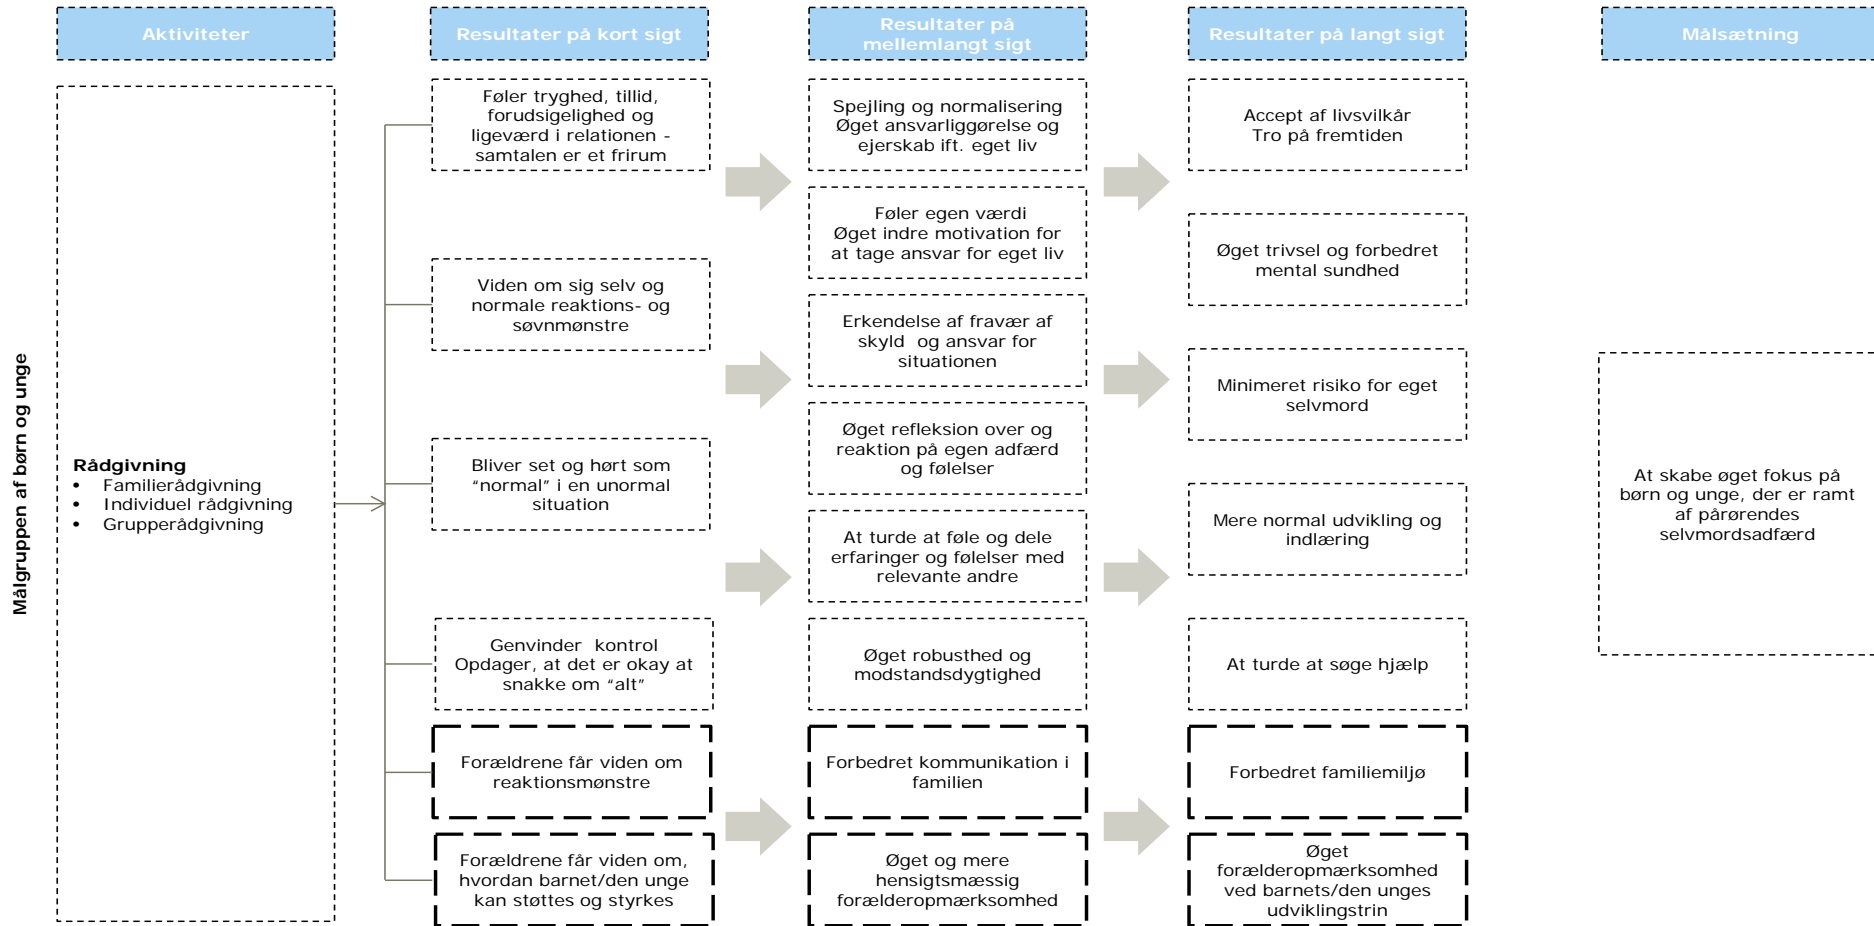 Aktiviteter
Resultater på kort sigt
Resultater på
mellemlangt sigt
Resultater på langt sigt
Målsætning
Målgruppen af børn og unge
Rådgivning
• Familierådgivning
• Individuel rådgivning
• Grupperådgivning
Føler tryghed, tillid,
forudsigelighed og
ligeværd i relationen -
samtalen er et frirum
Viden om sig selv og
normale reaktions- og
søvnmønstre
Bliver set og hørt som
“normal” i en unormal
situation
Genvinder  kontrol
Opdager, at det er okay at
snakke om “alt”
Forældrene får viden om
reaktionsmønstre
Forældrene får viden om,
hvordan barnet/den unge
kan støttes og styrkes
Spejling og normalisering
Øget ansvarliggørelse og
ejerskab ift. eget liv
Føler egen værdi
Øget indre motivation for
at tage ansvar for eget liv
Erkendelse af fravær af
skyld  og ansvar for
situationen
Øget refleksion over og
reaktion på egen adfærd
og følelser
At turde at føle og dele
erfaringer og følelser med
relevante andre
Øget robusthed og
modstandsdygtighed
Forbedret kommunikation i
familien
Øget og mere
hensigtsmæssig
forælderopmærksomhed
Accept af livsvilkår
Tro på fremtiden
Øget trivsel og forbedret
mental sundhed
Minimeret risiko for eget
selvmord
Mere normal udvikling og
indlæring
At turde at søge hjælp
Forbedret familiemiljø
Øget
forælderopmærksomhed
ved barnets/den unges
udviklingstrin
At skabe øget fokus på
børn og unge, der er ramt
af pårørendes
selvmordsadfærd